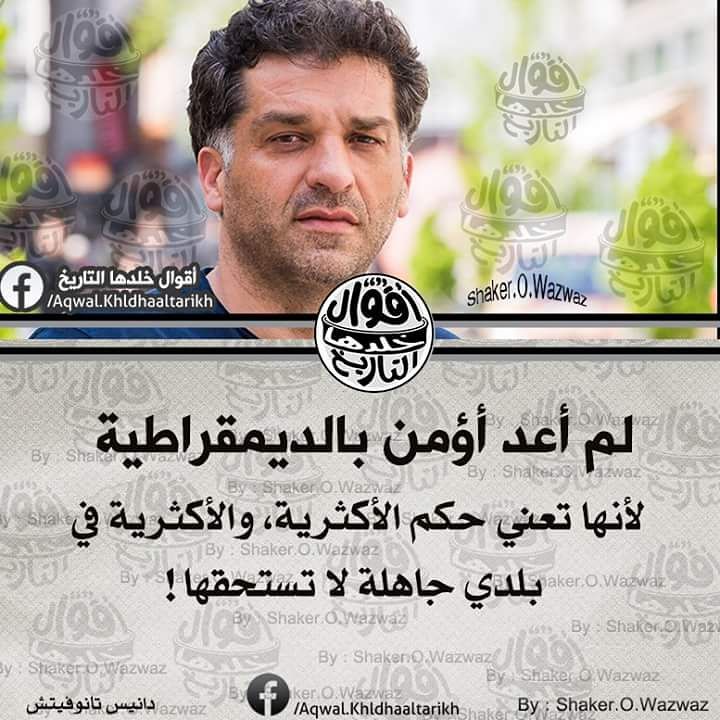 أقوال خلدها التاريخ
/Aqwal.Khldhaaltarikh
Shaker.O.Wazwaz
أقوال
خلدها
التاريخ
لم أعد أؤمن بالديمقراطية
لأنها تعني حكم الأكثرية، والأكثرية في
بلدي جاهلة لا تستحقها!
دانيس تانوفيتش
/Aqwal.Khldhaaltarikh
By : Shaker.O.Wazwaz